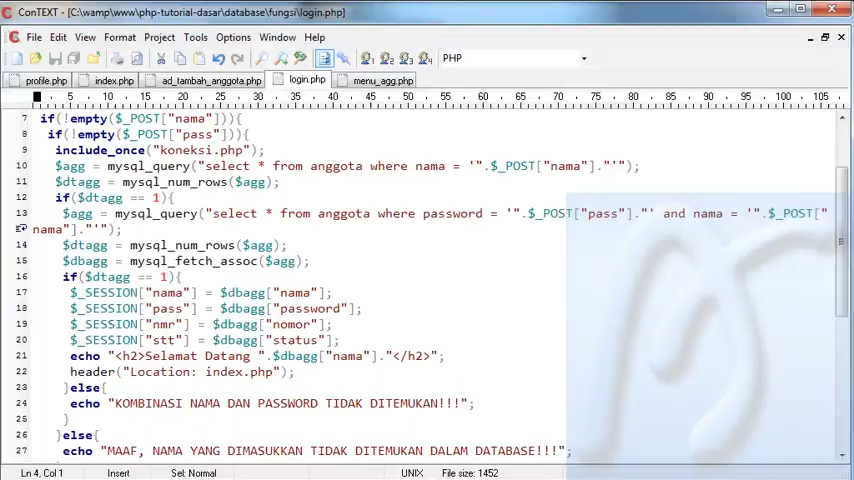 ConTEXT - [C:\wamp\www\php-tutorial-dasar\database\fungsi\login.php]
File Edit View Format Project Tools Options Window Help
PHP
profile.php index.php ad_tambah_anggota.php login.php menu_agg.php
0 5 10 15 20 25 30 35 40 45 50 55 60 65 70 75 80 85 90 95 100 105
7 if(!empty($_POST["nama"])){
8 if(!empty($_POST["pass"])){
9 include_once("koneksi.php");
10 $agg = mysql_query("select * from anggota where nama = '".$_POST["nama"]."'");
11 $dtagg = mysql_num_rows($agg);
12 if($dtagg == 1){
13 $agg = mysql_query("select * from anggota where password = '".$_POST["pass"]."' and nama = '".$_POST["
nama"]."'");
14 $dtagg = mysql_num_rows($agg);
15 $dbagg = mysql_fetch_assoc($agg);
16 if($dtagg == 1){
17 $_SESSION["nama"] = $dbagg["nama"];
18 $_SESSION["pass"] = $dbagg["password"];
19 $_SESSION["nmr"] = $dbagg["nomor"];
20 $_SESSION["stt"] = $dbagg["status"];
21 echo "<h2>Selamat Datang ".$dbagg["nama"]."</h2>";
22 header("Location: index.php");
23 }else{
24 echo "KOMBINASI NAMA DAN PASSWORD TIDAK DITEMUKAN!!!";
25 }
26 }else{
27 echo "MAAF, NAMA YANG DIMASUKKAN TIDAK DITEMUKAN DALAM DATABASE!!!";
Ln 4, Col 1 Insert Sel: Normal UNIX File size: 1452